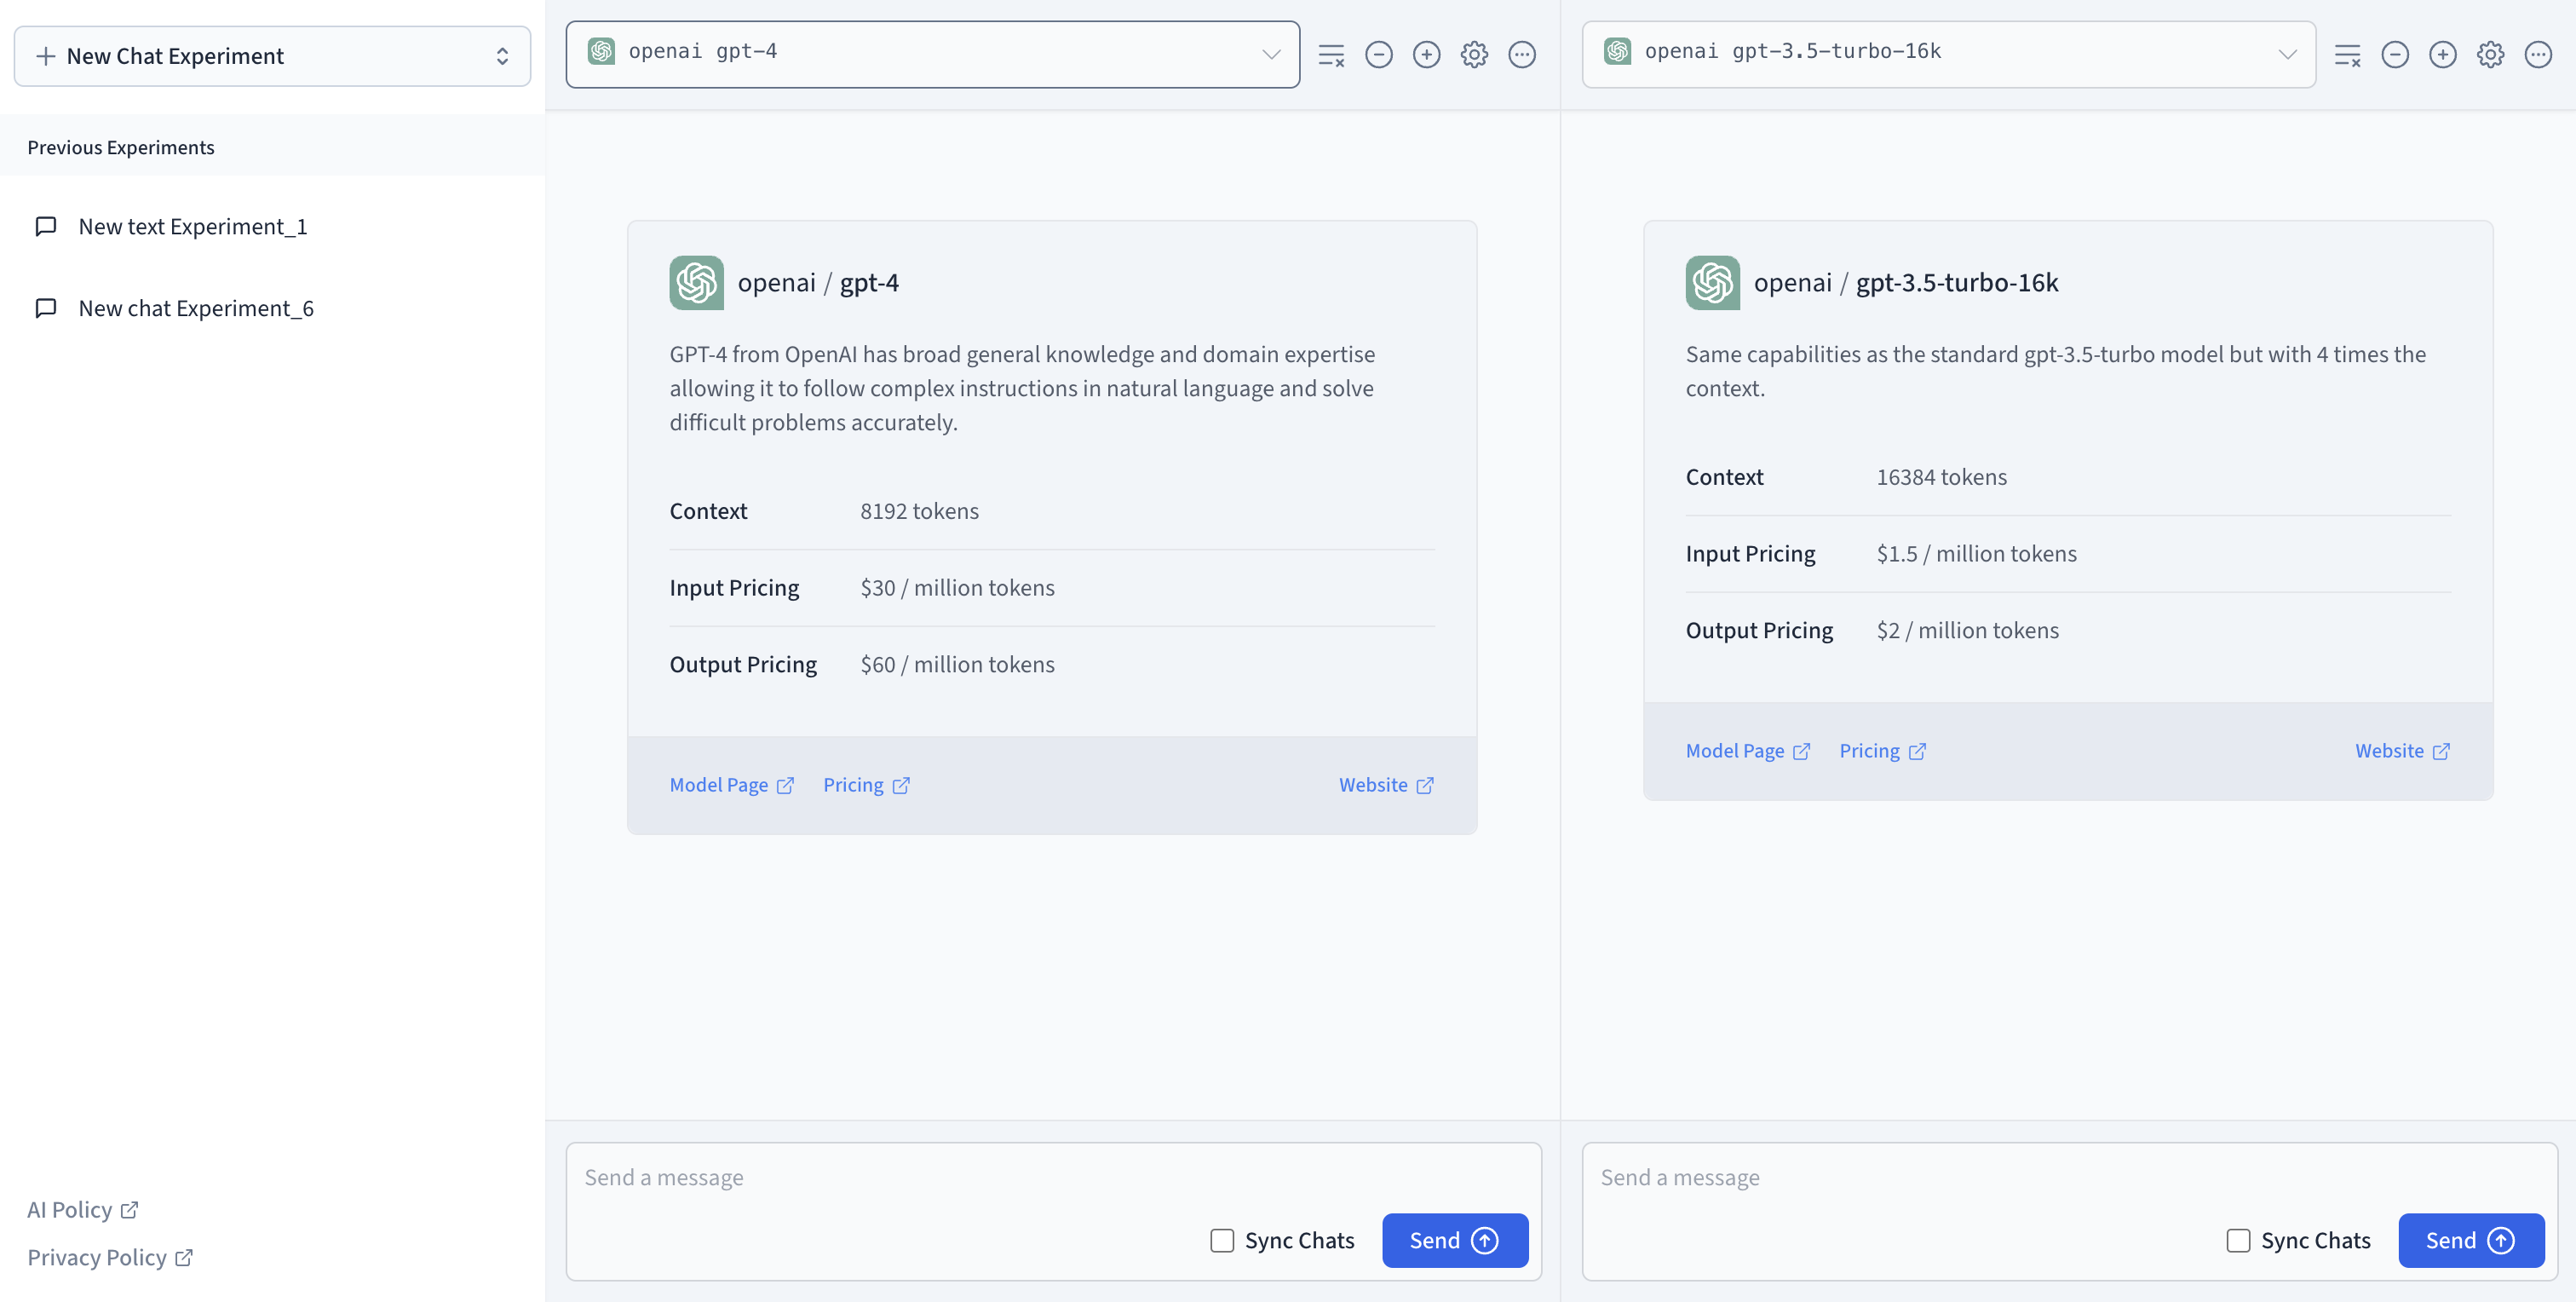 New Chat Experiment
Previous Experiments
New text Experiment_1
New chat Experiment_6
AI Policy
Privacy Policy
openai gpt-4
openai / gpt-4
GPT-4 from OpenAI has broad general knowledge and domain expertise
allowing it to follow complex instructions in natural language and solve
difficult problems accurately.
Context 8192 tokens
Input Pricing $30 / million tokens
Output Pricing $60 / million tokens
Model Page Pricing Website
Send a message
Sync Chats Send
openai gpt-3.5-turbo-16k
openai / gpt-3.5-turbo-16k
Same capabilities as the standard gpt-3.5-turbo model but with 4 times the
context.
Context 16384 tokens
Input Pricing $1.5 / million tokens
Output Pricing $2 / million tokens
Model Page Pricing Website
Send a message
Sync Chats Send